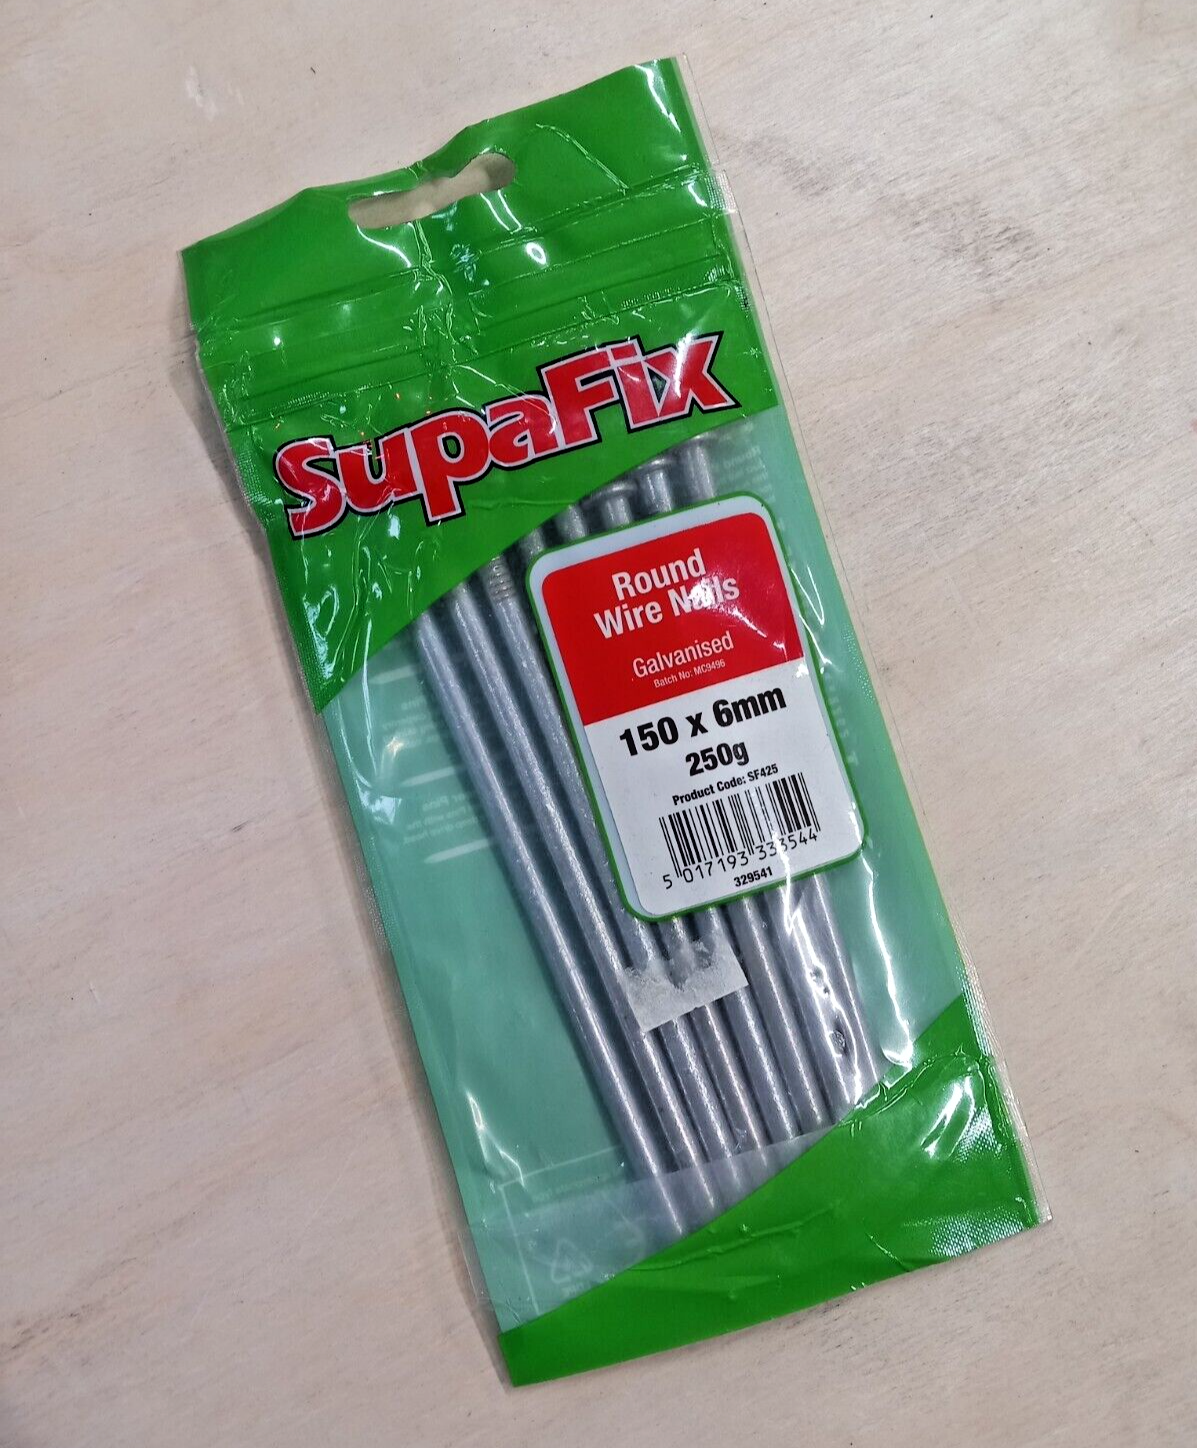 SupaFix
Round
Wire Nails
Galvanised
Batch No: MC9496
150 x 6mm
250g
Product Code: SF425
5 017193 333544
329541